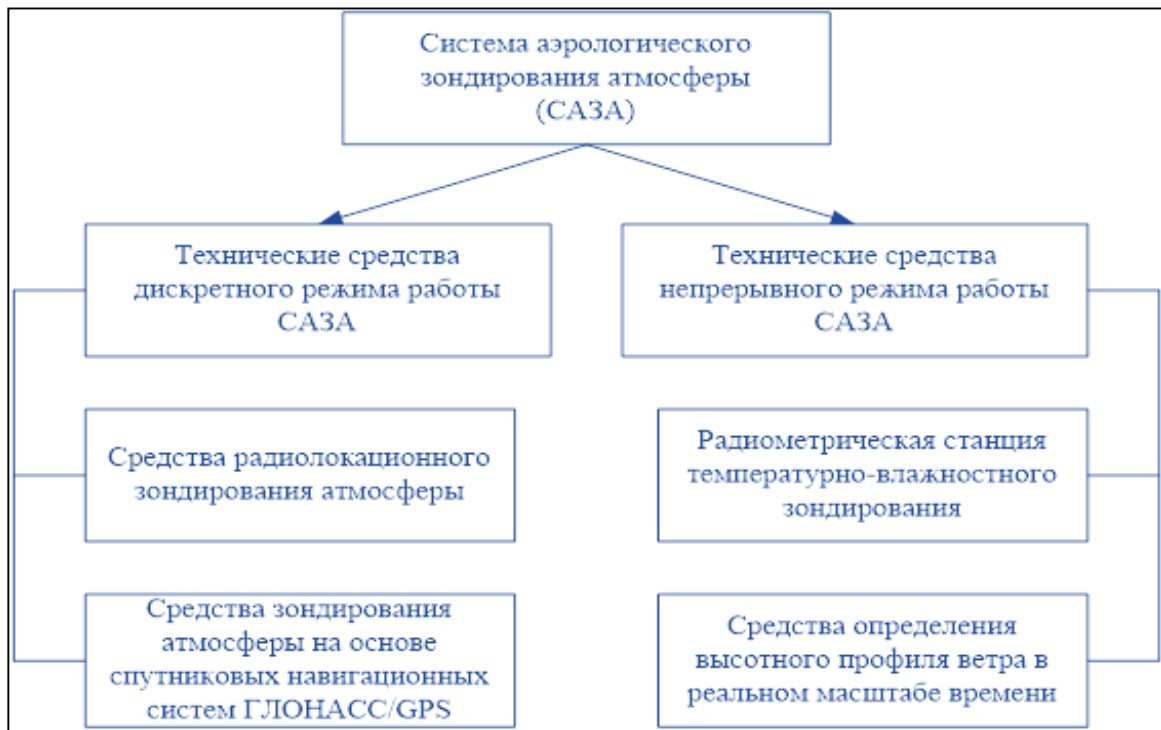 Система аэрологического
зондирования атмосферы
(САЗА)
Технические средства
дискретного режима работы
САЗА
Технические средства
непрерывного режима работы
САЗА
Средства радиолокационного
зондирования атмосферы
Радиометрическая станция
температурно-влажностного
зондирования
Средства зондирования
атмосферы на основе
спутниковых навигационных
систем ГЛОНАСС/GPS
Средства определения
высотного профиля ветра в
реальном масштабе времени